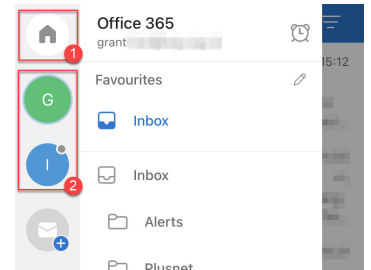 Office 365
grant
1
15:12
Favourites
G
Inbox
I
Inbox
2
Alerts
Plusnet